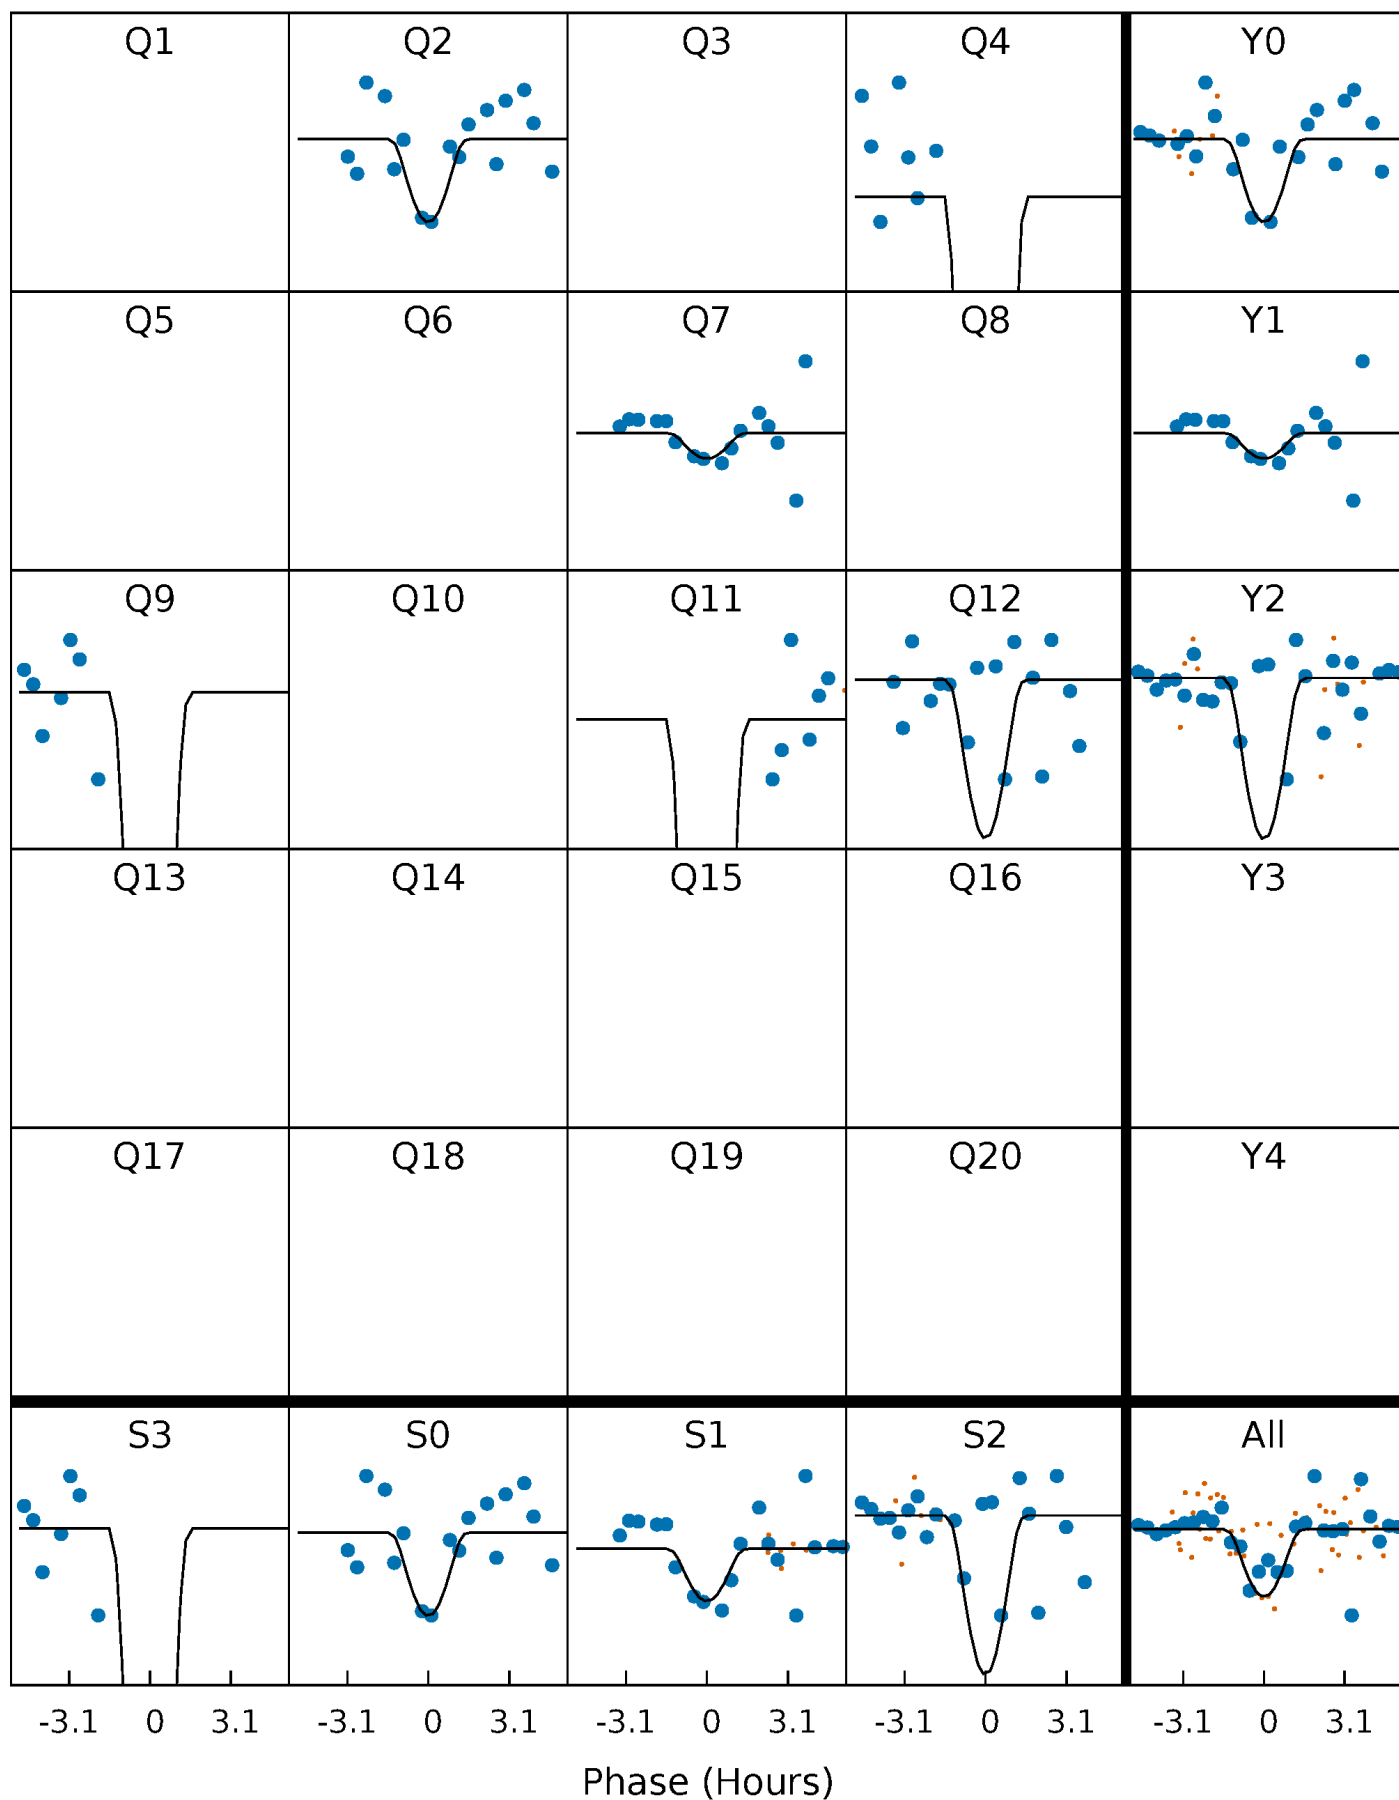 Q1 Q2 Q3 Q4 Y0
Q5 Q6 Q7 Q8 Y1
Q9 Q10 Q11 Q12 Y2
Q13 Q14 Q15 Q16 Y3
Q17 Q18 Q19 Q20 Y4
S3 S0 S1 S2 All
-3.1 0 3.1 -3.1 0 3.1 -3.1 0 3.1 -3.1 0 3.1 -3.1 0 3.1
Phase (Hours)